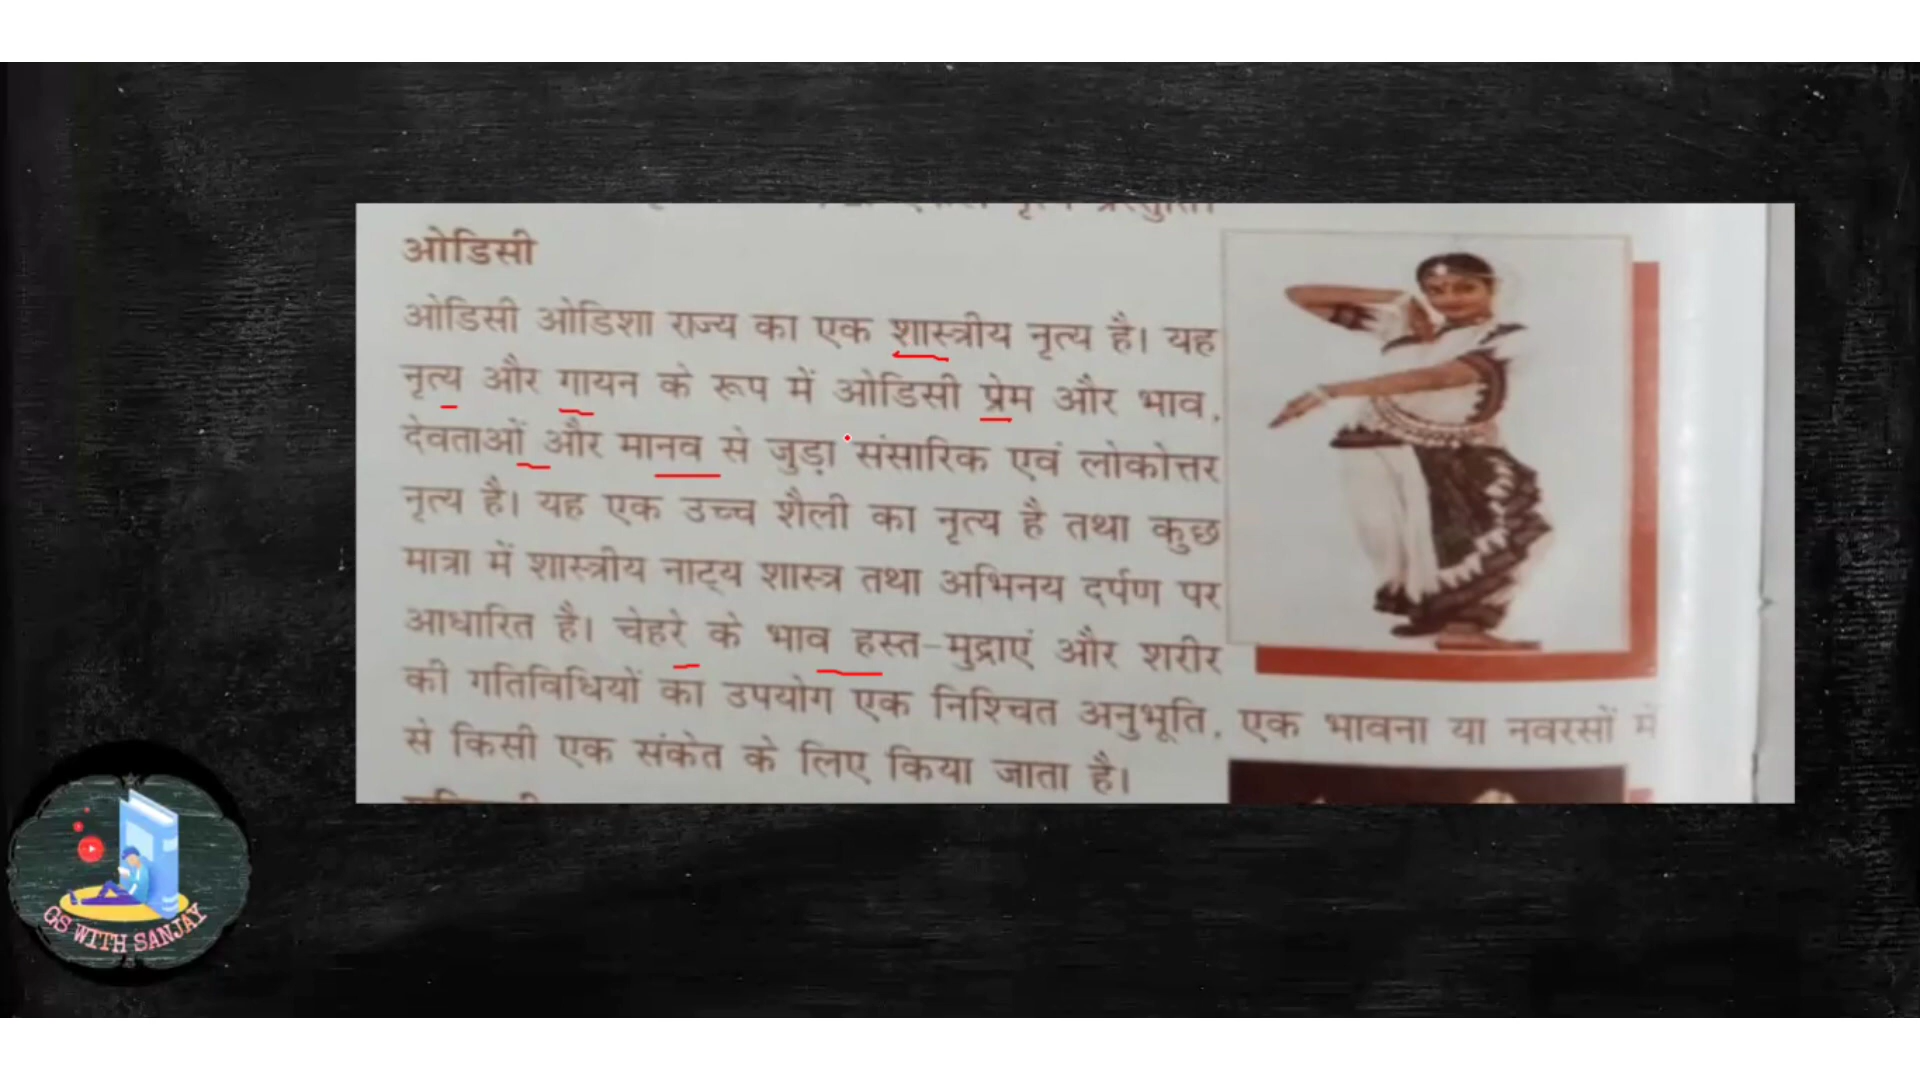 ओडिसी
ओडिसी ओडिशा राज्य का एक शास्त्रीय नृत्य है। यह
नृत्य और गायन के रूप में ओडिसी प्रेम और भाव,
देवताओं और मानव से जुड़ा संसारिक एवं लोकोत्तर
नृत्य है। यह एक उच्च शैली का नृत्य है तथा कुछ
मात्रा में शास्त्रीय नाट्य शास्त्र तथा अभिनय दर्पण पर
आधारित है। चेहरे के भाव हस्त-मुद्राएं और शरीर
की गतिविधियों का उपयोग एक निश्चित अनुभूति, एक भावना या नवरसों में
से किसी एक संकेत के लिए किया जाता है।
GS WITH SANJAY